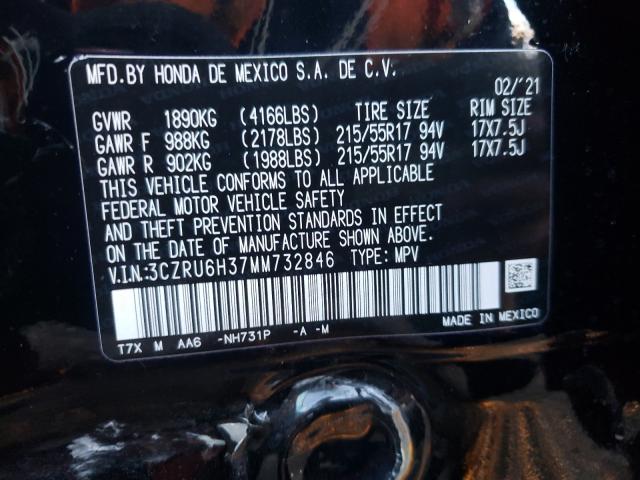 MFD.BY HONDA DE MEXICO S.A. DE C.V.
02/'21
GVWR 1890KG (4166LBS) TIRE SIZE RIM SIZE
GAWR F 988KG (2178LBS) 215/55R17 94V 17X7.5J
GAWR R 902KG (1988LBS) 215/55R17 94V 17X7.5J
THIS VEHICLE CONFORMS TO ALL APPLICABLE
FEDERAL MOTOR VEHICLE SAFETY
AND THEFT PREVENTION STANDARDS IN EFFECT
ON THE DATE OF MANUFACTURE SHOWN ABOVE.
V.I.N:3CZRU6H37MM732846 TYPE: MPV
T7X M AA6 -NH731P -A -M MADE IN MEXICO